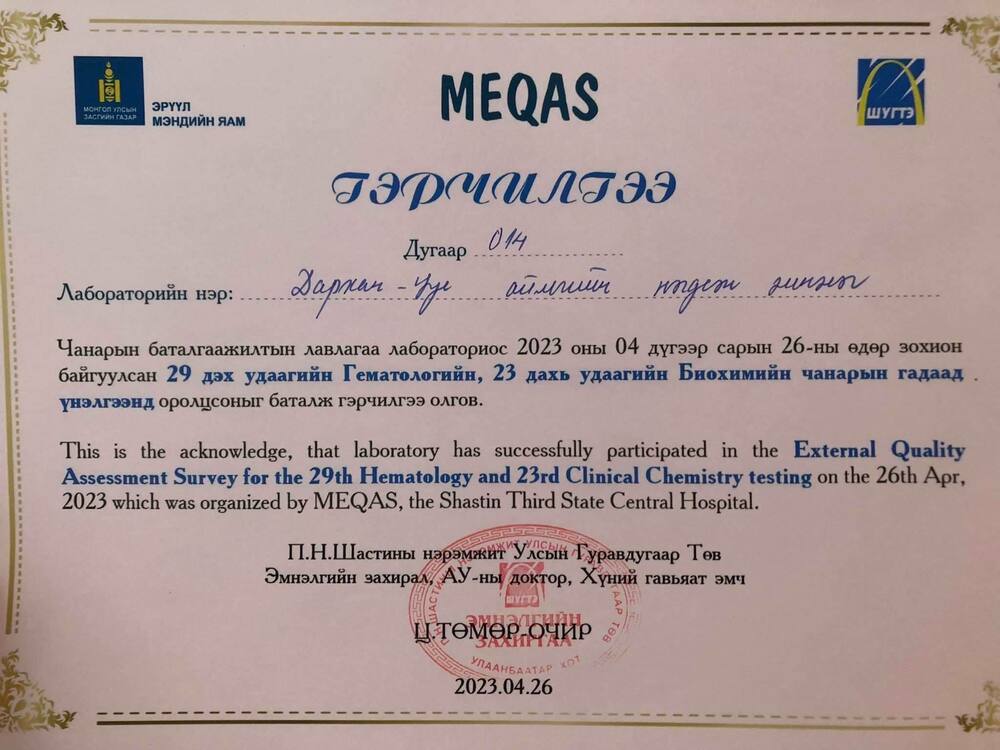 МОНГОЛ УЛСЫН
ЗАСГИЙН ГАЗАР
ЭРҮҮЛ
МЭНДИЙН ЯАМ
MEQAS
ШУГТЭ
ГЭРЧИЛГЭЭ
Дугаар 014
Лабораторийн нэр: Дархан-Уул аймгийн нэгдсэн эмнэлэг
Чанарын баталгаажилтын лавлагаа лабораториос 2023 оны 04 дүгээр сарын 26-ны өдөр зохион
байгуулсан 29 дэх удаагийн Гематологийн, 23 дахь удаагийн Биохимийн чанарын гадаад
үнэлгээнд оролцсоныг баталж гэрчилгээ олгов.
This is the acknowledge, that laboratory has successfully participated in the External Quality
Assessment Survey for the 29th Hematology and 23rd Clinical Chemistry testing on the 26th Apr,
2023 which was organized by MEQAS, the Shastin Third State Central Hospital.
П.Н.Шастины нэрэмжит Улсын Гуравдугаар Төв
Эмнэлгийн захирал, АУ-ны доктор, Хүний гавьяат эмч
ШУГТЭ
ЭМНЭЛГИЙН
Ц.ТӨМӨР-ОЧИР
ЗАХИРГАА
УЛААНБААТАР ХОТ
2023.04.26